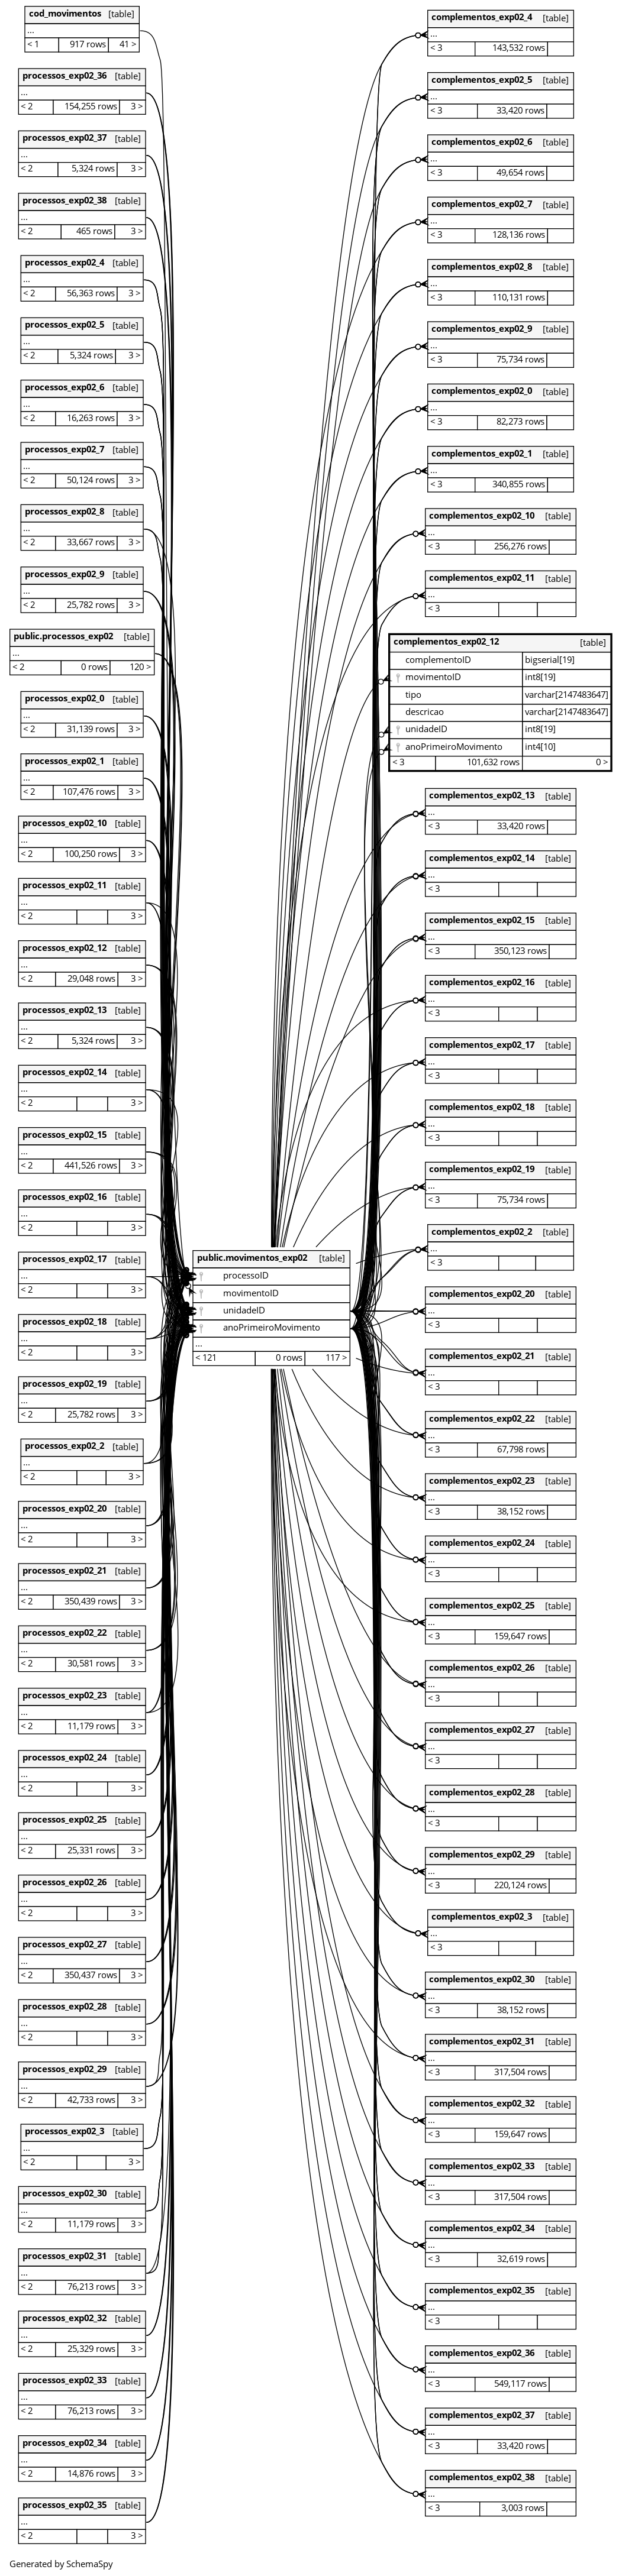 cod_movimentos [table]
...
< 1 917 rows 41 >
processos_exp02_36 [table]
...
< 2 154,255 rows 3 >
processos_exp02_37 [table]
...
< 2 5,324 rows 3 >
processos_exp02_38 [table]
...
< 2 465 rows 3 >
processos_exp02_4 [table]
...
< 2 56,363 rows 3 >
processos_exp02_5 [table]
...
< 2 5,324 rows 3 >
processos_exp02_6 [table]
...
< 2 16,263 rows 3 >
processos_exp02_7 [table]
...
< 2 50,124 rows 3 >
processos_exp02_8 [table]
...
< 2 33,667 rows 3 >
processos_exp02_9 [table]
...
< 2 25,782 rows 3 >
public.processos_exp02 [table]
...
< 2 0 rows 120 >
processos_exp02_0 [table]
...
< 2 31,139 rows 3 >
processos_exp02_1 [table]
...
< 2 107,476 rows 3 >
processos_exp02_10 [table]
...
< 2 100,250 rows 3 >
processos_exp02_11 [table]
...
< 2 3 >
processos_exp02_12 [table]
...
< 2 29,048 rows 3 >
processos_exp02_13 [table]
...
< 2 5,324 rows 3 >
processos_exp02_14 [table]
...
< 2 3 >
processos_exp02_15 [table]
...
< 2 441,526 rows 3 >
processos_exp02_16 [table]
...
< 2 3 >
processos_exp02_17 [table]
...
< 2 3 >
processos_exp02_18 [table]
...
< 2 3 >
processos_exp02_19 [table]
...
< 2 25,782 rows 3 >
processos_exp02_2 [table]
...
< 2 3 >
processos_exp02_20 [table]
...
< 2 3 >
processos_exp02_21 [table]
...
< 2 350,439 rows 3 >
processos_exp02_22 [table]
...
< 2 30,581 rows 3 >
processos_exp02_23 [table]
...
< 2 11,179 rows 3 >
processos_exp02_24 [table]
...
< 2 3 >
processos_exp02_25 [table]
...
< 2 25,331 rows 3 >
processos_exp02_26 [table]
...
< 2 3 >
processos_exp02_27 [table]
...
< 2 350,437 rows 3 >
processos_exp02_28 [table]
...
< 2 3 >
processos_exp02_29 [table]
...
< 2 42,733 rows 3 >
processos_exp02_3 [table]
...
< 2 3 >
processos_exp02_30 [table]
...
< 2 11,179 rows 3 >
processos_exp02_31 [table]
...
< 2 76,213 rows 3 >
processos_exp02_32 [table]
...
< 2 25,329 rows 3 >
processos_exp02_33 [table]
...
< 2 76,213 rows 3 >
processos_exp02_34 [table]
...
< 2 14,876 rows 3 >
processos_exp02_35 [table]
...
< 2 3 >
public.movimentos_exp02 [table]
processoID
movimentoID
unidadeID
anoPrimeiroMovimento
...
< 121 0 rows 117 >
complementos_exp02_4 [table]
...
< 3 143,532 rows
complementos_exp02_5 [table]
...
< 3 33,420 rows
complementos_exp02_6 [table]
...
< 3 49,654 rows
complementos_exp02_7 [table]
...
< 3 128,136 rows
complementos_exp02_8 [table]
...
< 3 110,131 rows
complementos_exp02_9 [table]
...
< 3 75,734 rows
complementos_exp02_0 [table]
...
< 3 82,273 rows
complementos_exp02_1 [table]
...
< 3 340,855 rows
complementos_exp02_10 [table]
...
< 3 256,276 rows
complementos_exp02_11 [table]
...
< 3
complementos_exp02_12 [table]
complementoID bigserial[19]
movimentoID int8[19]
tipo varchar[2147483647]
descricao varchar[2147483647]
unidadeID int8[19]
anoPrimeiroMovimento int4[10]
< 3 101,632 rows 0 >
complementos_exp02_13 [table]
...
< 3 33,420 rows
complementos_exp02_14 [table]
...
< 3
complementos_exp02_15 [table]
...
< 3 350,123 rows
complementos_exp02_16 [table]
...
< 3
complementos_exp02_17 [table]
...
< 3
complementos_exp02_18 [table]
...
< 3
complementos_exp02_19 [table]
...
< 3 75,734 rows
complementos_exp02_2 [table]
...
< 3
complementos_exp02_20 [table]
...
< 3
complementos_exp02_21 [table]
...
< 3
complementos_exp02_22 [table]
...
< 3 67,798 rows
complementos_exp02_23 [table]
...
< 3 38,152 rows
complementos_exp02_24 [table]
...
< 3
complementos_exp02_25 [table]
...
< 3 159,647 rows
complementos_exp02_26 [table]
...
< 3
complementos_exp02_27 [table]
...
< 3
complementos_exp02_28 [table]
...
< 3
complementos_exp02_29 [table]
...
< 3 220,124 rows
complementos_exp02_3 [table]
...
< 3
complementos_exp02_30 [table]
...
< 3 38,152 rows
complementos_exp02_31 [table]
...
< 3 317,504 rows
complementos_exp02_32 [table]
...
< 3 159,647 rows
complementos_exp02_33 [table]
...
< 3 317,504 rows
complementos_exp02_34 [table]
...
< 3 32,619 rows
complementos_exp02_35 [table]
...
< 3
complementos_exp02_36 [table]
...
< 3 549,117 rows
complementos_exp02_37 [table]
...
< 3 33,420 rows
complementos_exp02_38 [table]
...
< 3 3,003 rows
Generated by SchemaSpy